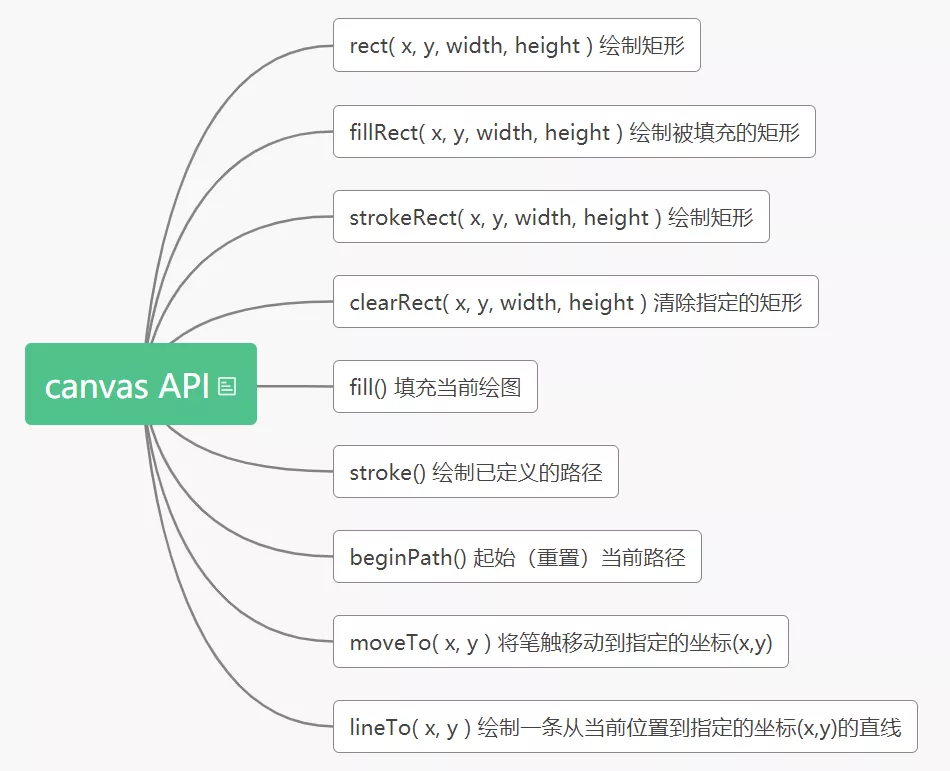 rect( x, y, width, height ) 绘制矩形
fillRect( x, y, width, height ) 绘制被填充的矩形
strokeRect( x, y, width, height ) 绘制矩形
clearRect( x, y, width, height ) 清除指定的矩形
canvas API
fill() 填充当前绘图
stroke() 绘制已定义的路径
beginPath() 起始（重置）当前路径
moveTo( x, y ) 将笔触移动到指定的坐标(x,y)
lineTo( x, y ) 绘制一条从当前位置到指定的坐标(x,y)的直线